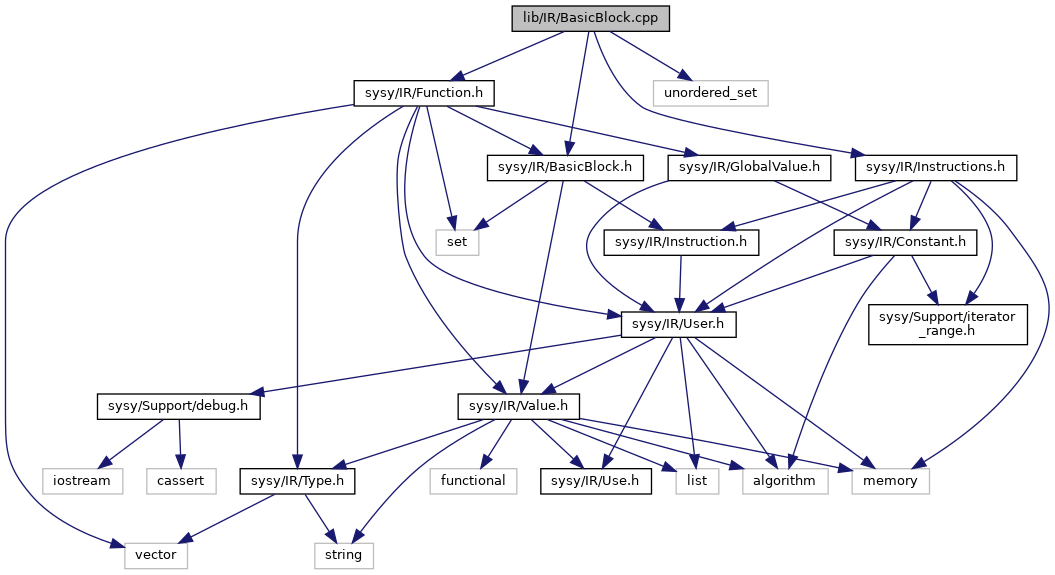 lib/IR/BasicBlock.cpp
sysy/IR/Function.h
unordered_set
sysy/IR/BasicBlock.h
sysy/IR/GlobalValue.h
sysy/IR/Instructions.h
set
sysy/IR/Instruction.h
sysy/IR/Constant.h
sysy/IR/User.h
sysy/Support/iterator
_range.h
sysy/Support/debug.h
sysy/IR/Value.h
iostream
cassert
sysy/IR/Type.h
functional
sysy/IR/Use.h
list
algorithm
memory
vector
string